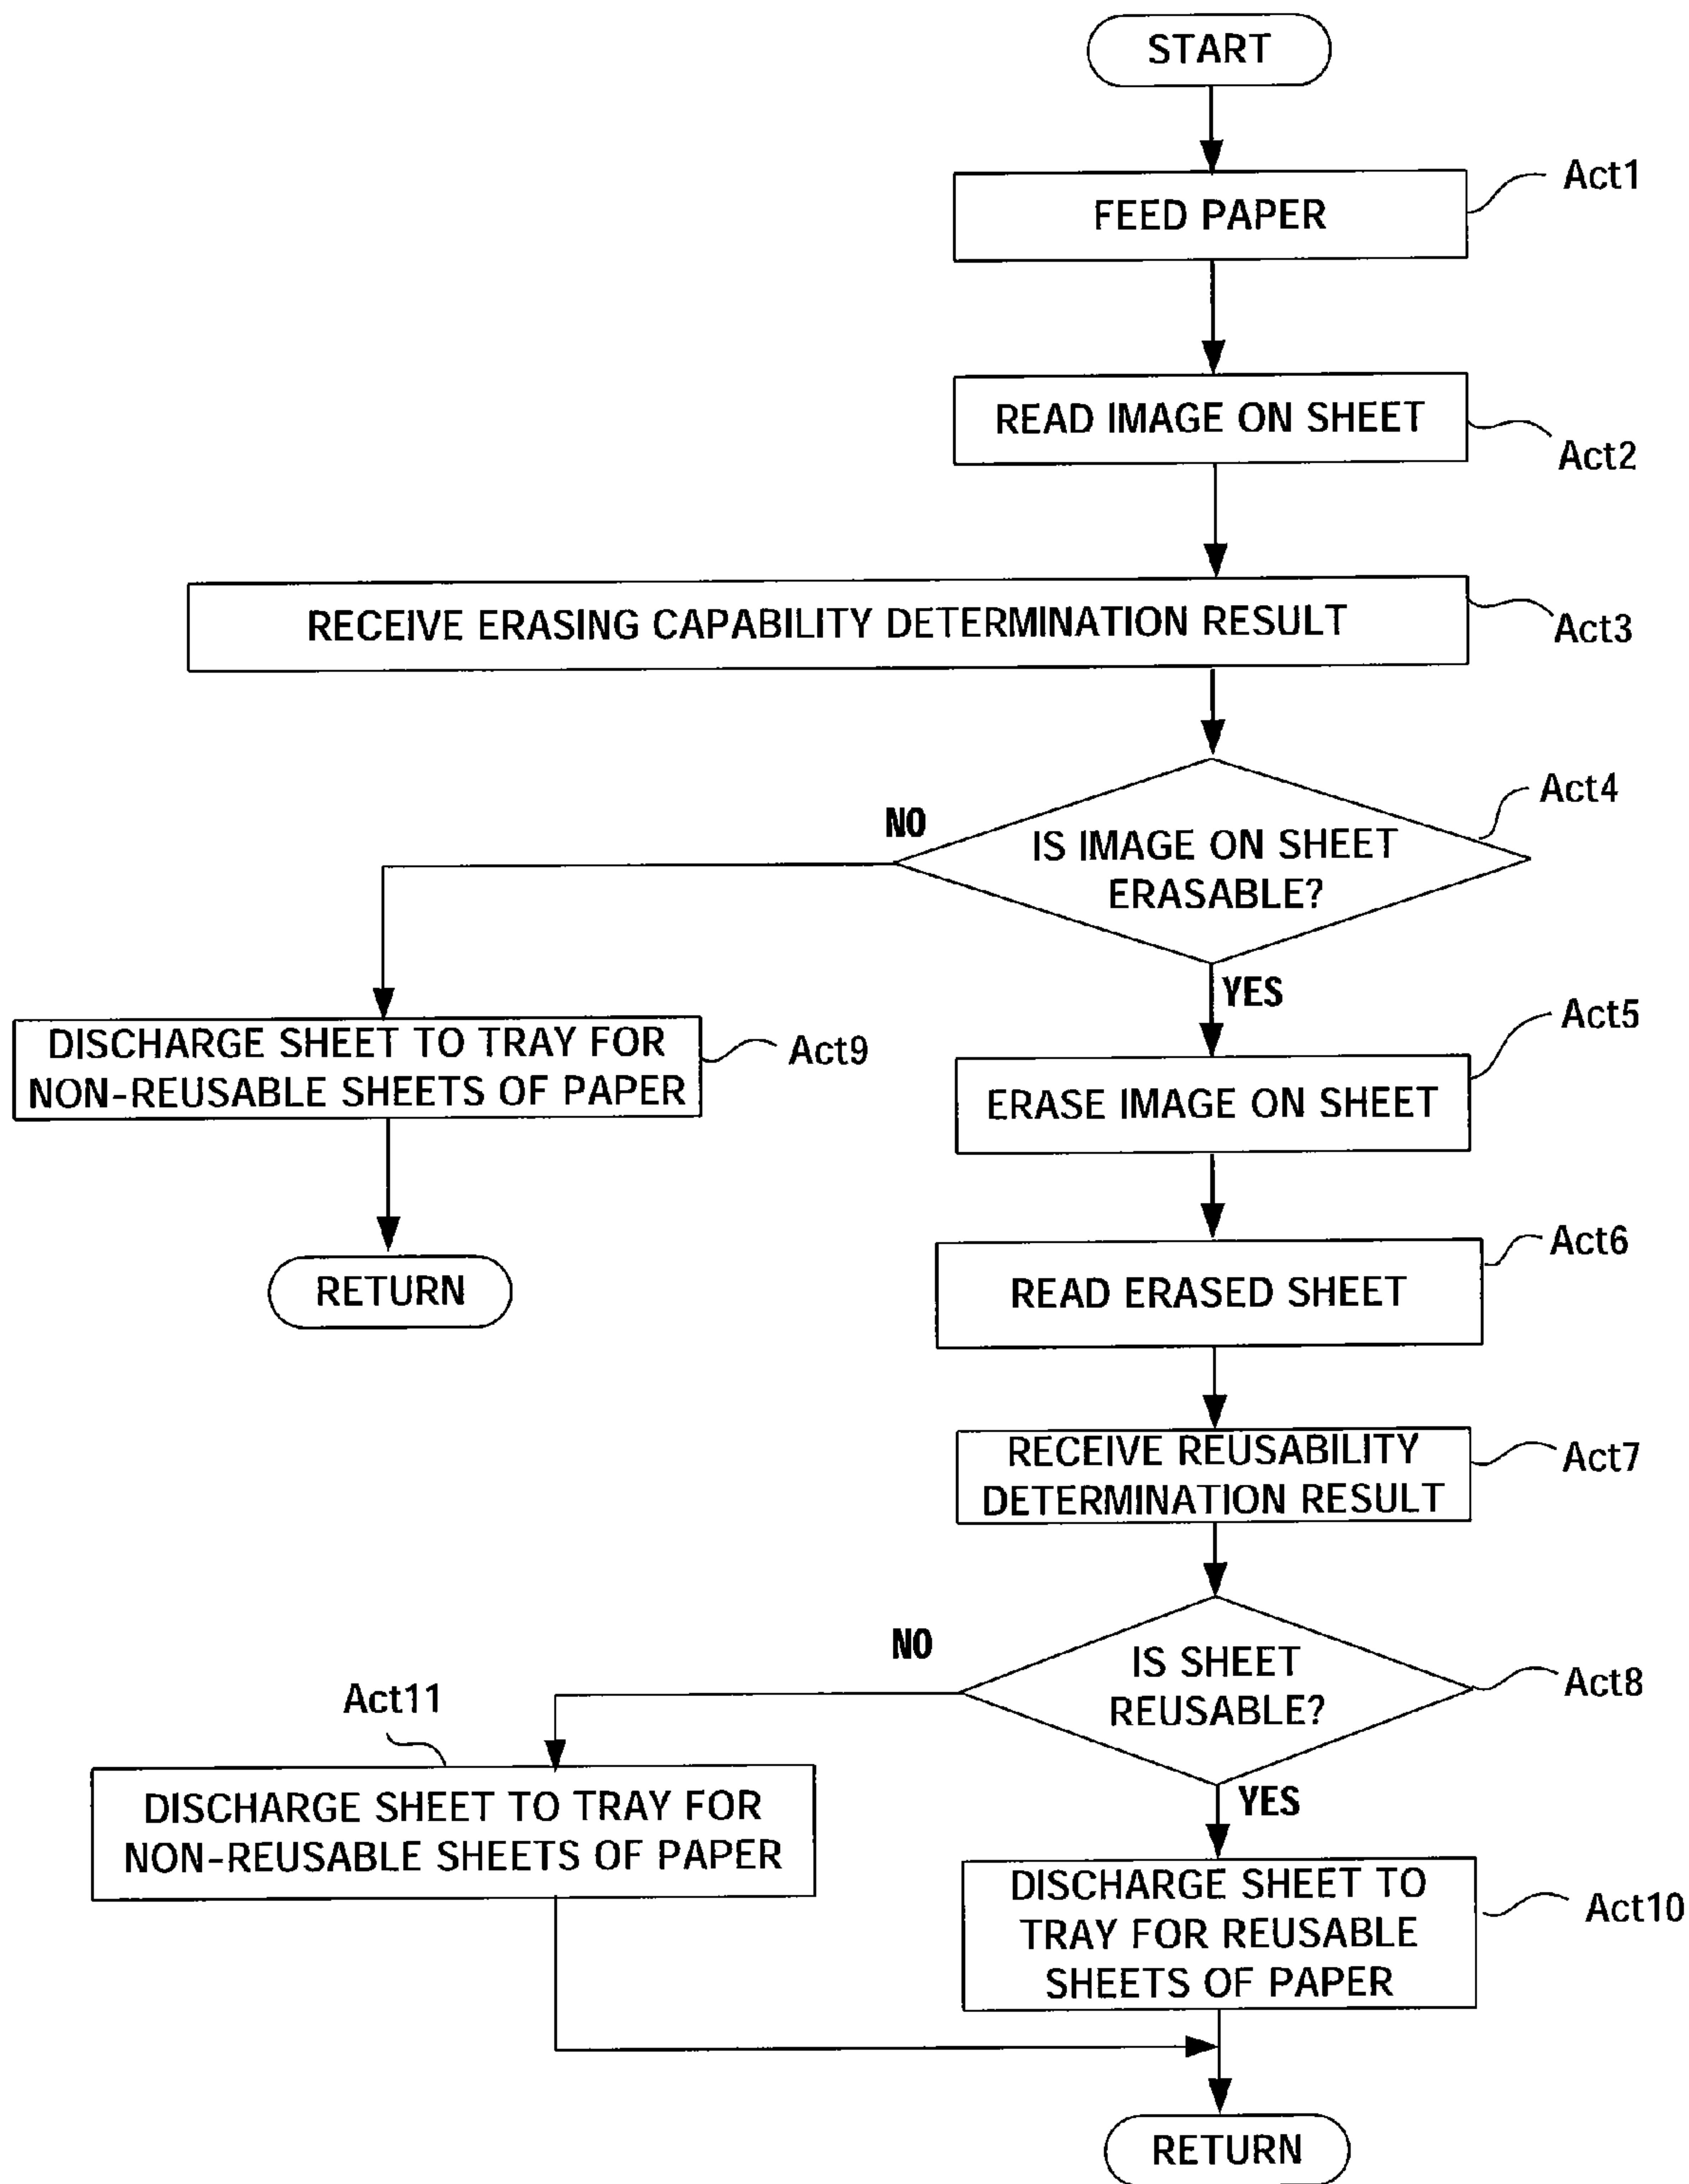 START
FEED PAPER
Act1
READ IMAGE ON SHEET
Act2
RECEIVE ERASING CAPABILITY DETERMINATION RESULT
Act3
IS IMAGE ON SHEET
ERASABLE?
Act4
NO
YES
DISCHARGE SHEET TO TRAY FOR
NON-REUSABLE SHEETS OF PAPER
Act9
RETURN
ERASE IMAGE ON SHEET
Act5
READ ERASED SHEET
Act6
RECEIVE REUSABILITY
DETERMINATION RESULT
Act7
IS SHEET
REUSABLE?
Act8
NO
YES
Act11
DISCHARGE SHEET TO TRAY FOR
NON-REUSABLE SHEETS OF PAPER
DISCHARGE SHEET TO
TRAY FOR REUSABLE
SHEETS OF PAPER
Act10
RETURN